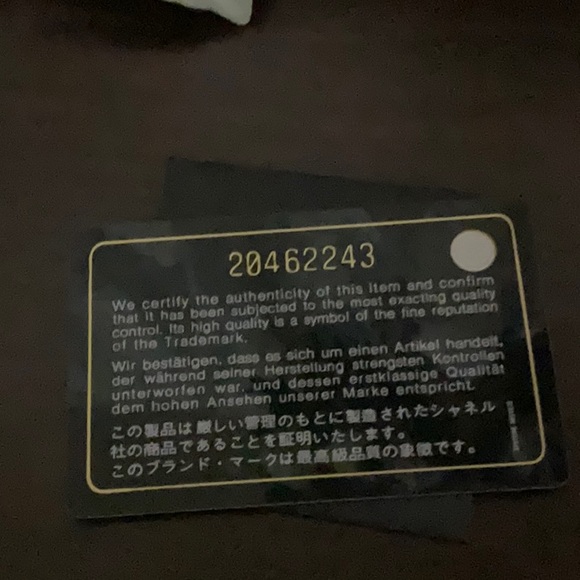 20462243
We certify the authenticity of this item and confirm
that it has been subjected to the most exacting quality
control. Its high quality is a symbol of the fine reputation
of the Trademark.
Wir bestätigen, dass es sich um einen Artikel handelt,
der während seiner Herstellung strengsten Kontrollen
unterworfen war, und dessen erstklassige Qualität
dem hohen Ansehen unserer Marke entspricht.
この製品は厳しい管理のもとに製造されたシャネル
社の商品であることを証明いたします。
このブランド・マークは最高級品質の象徴です。